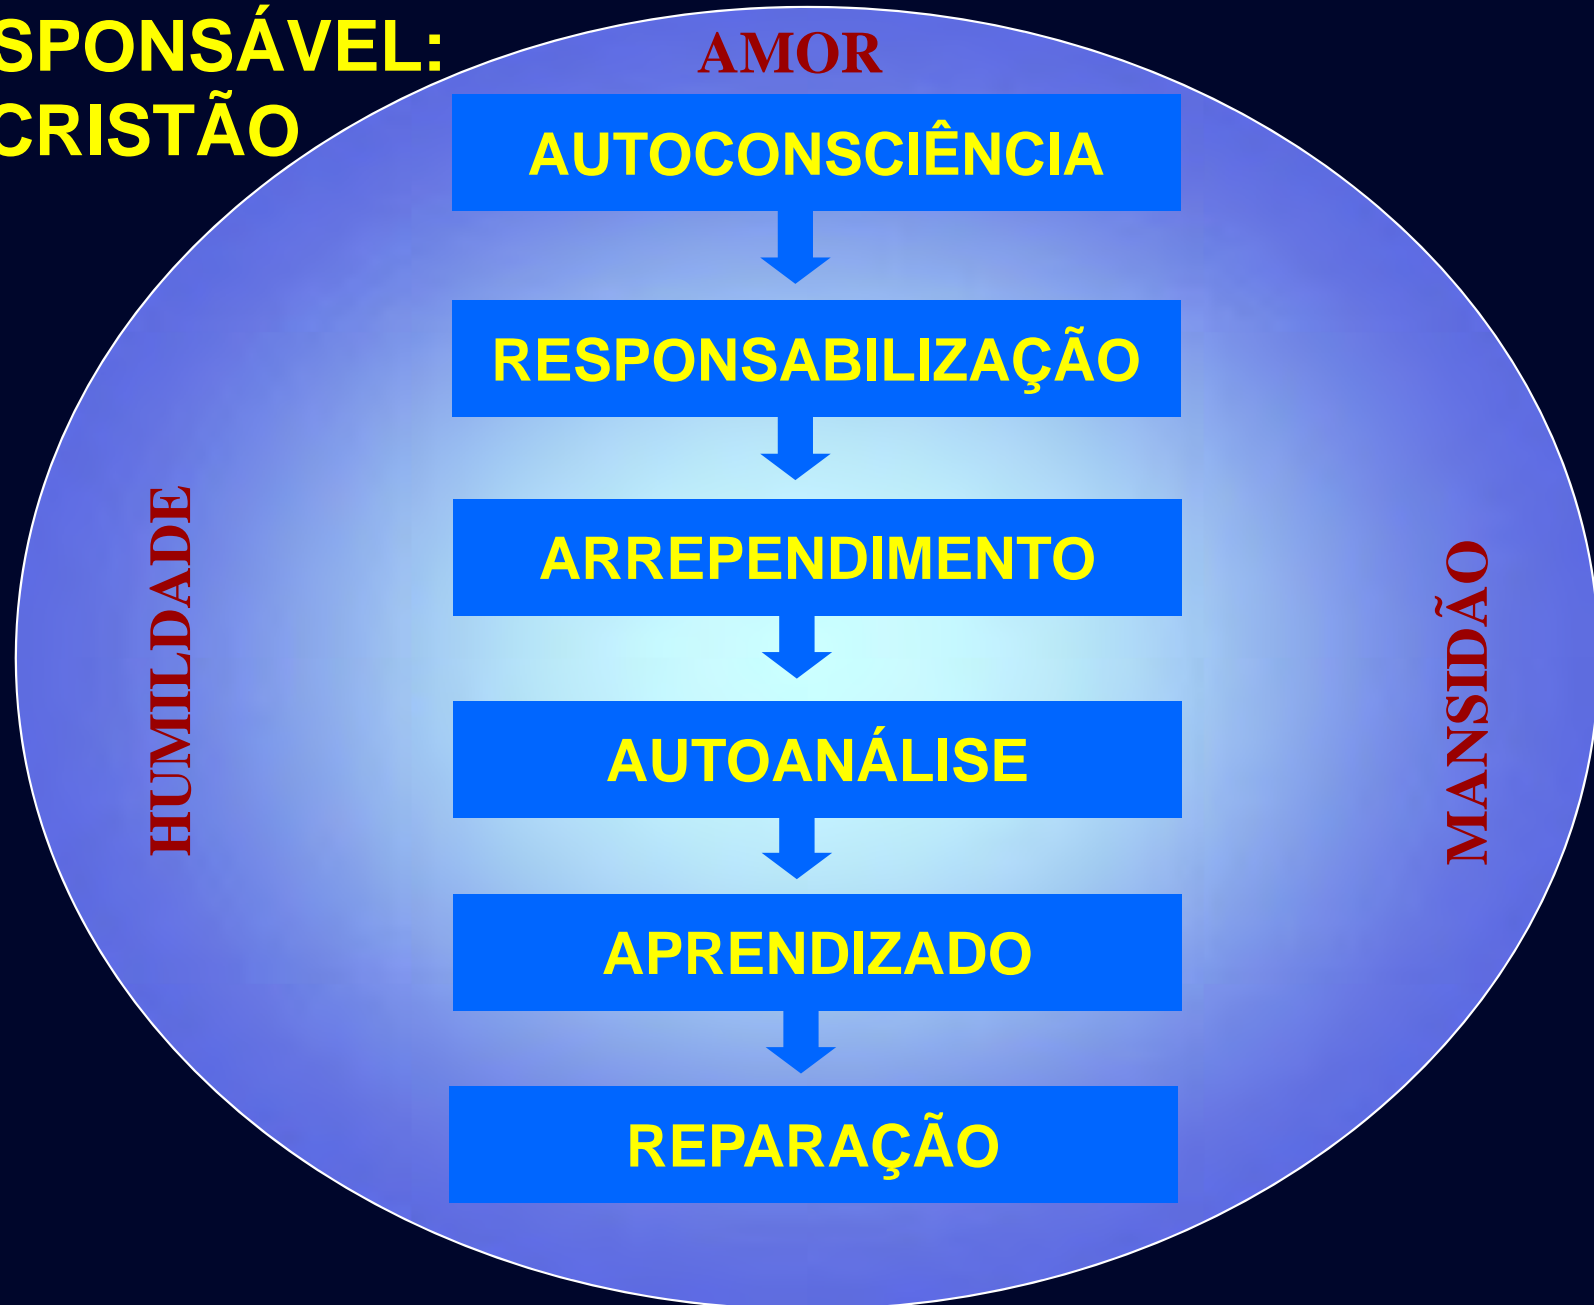 SPONSÁVEL:
CRISTÃO
AMOR
AUTOCONSCIÊNCIA
RESPONSABILIZAÇÃO
HUMILDADE
ARREPENDIMENTO
MANSIDÃO
AUTOANÁLISE
APRENDIZADO
REPARAÇÃO